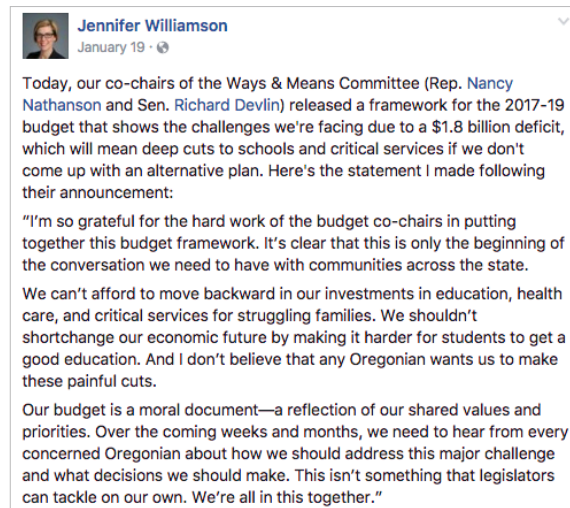 Jennifer Williamson
January 19 ·
Today, our co-chairs of the Ways & Means Committee (Rep. Nancy
Nathanson and Sen. Richard Devlin) released a framework for the 2017-19
budget that shows the challenges we're facing due to a $1.8 billion deficit,
which will mean deep cuts to schools and critical services if we don't
come up with an alternative plan. Here's the statement I made following
their announcement:
“I’m so grateful for the hard work of the budget co-chairs in putting
together this budget framework. It’s clear that this is only the beginning of
the conversation we need to have with communities across the state.
We can’t afford to move backward in our investments in education, health
care, and critical services for struggling families. We shouldn’t
shortchange our economic future by making it harder for students to get a
good education. And I don’t believe that any Oregonian wants us to make
these painful cuts.
Our budget is a moral document—a reflection of our shared values and
priorities. Over the coming weeks and months, we need to hear from every
concerned Oregonian about how we should address this major challenge
and what decisions we should make. This isn’t something that legislators
can tackle on our own. We’re all in this together.”